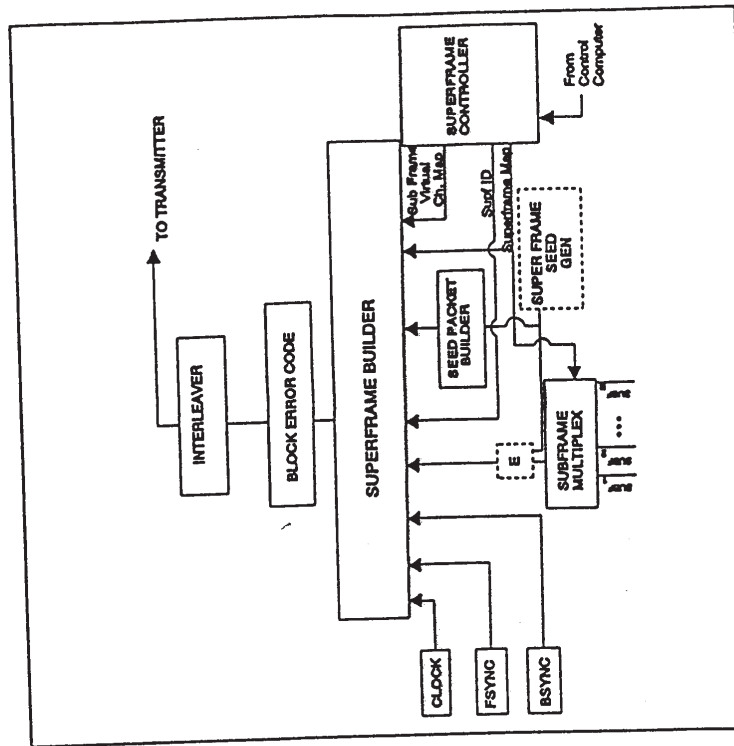 TO TRANSMITTER
INTERLEAVER
BLOCK ERROR CODE
SUPERFRAME BUILDER
SUPERFRAME
CONTROLLER
Sub Frame
Virtual
Ch. Map
Supf ID
Superframe Map
From
Control
Computer
CLOCK
FSYNC
BSYNC
E
SEED PACKET
BUILDER
SUPER FRAME
SEED
GEN
SUBFRAME
MULTIPLEX